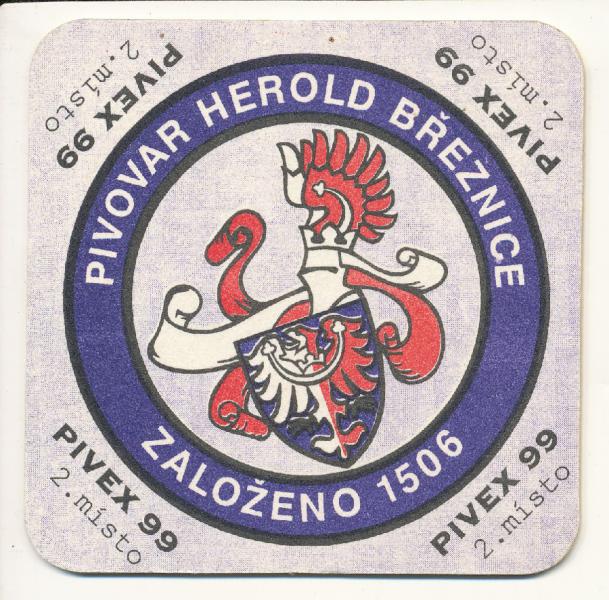 PIVEX 99
2.místo
PIVEX 99
2.místo
PIVOVAR HEROLD BŘEZNICE
ZALOŽENO 1506
PIVEX 99
2.místo
PIVEX 99
2.místo